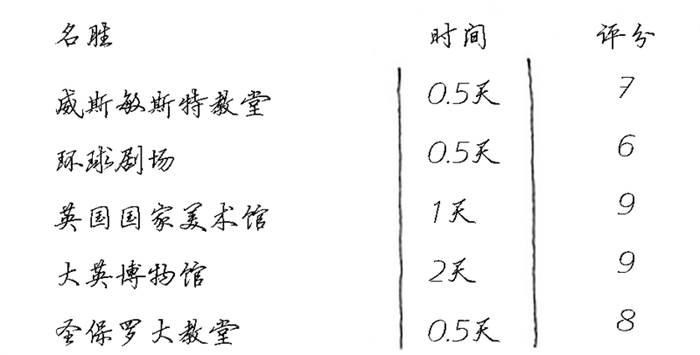 名胜 时间 评分
威斯敏斯特教堂 0.5天 7
环球剧场 0.5天 6
英国国家美术馆 1天 9
大英博物馆 2天 9
圣保罗大教堂 0.5天 8